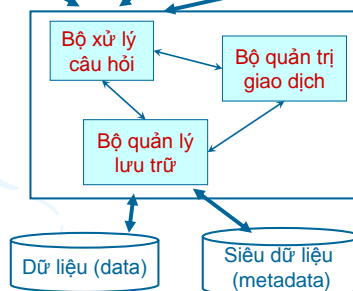 Bộ xử lý
câu hỏi
Bộ quản trị
giao dịch
Bộ quản lý
lưu trữ
Dữ liệu (data)
Siêu dữ liệu
(metadata)